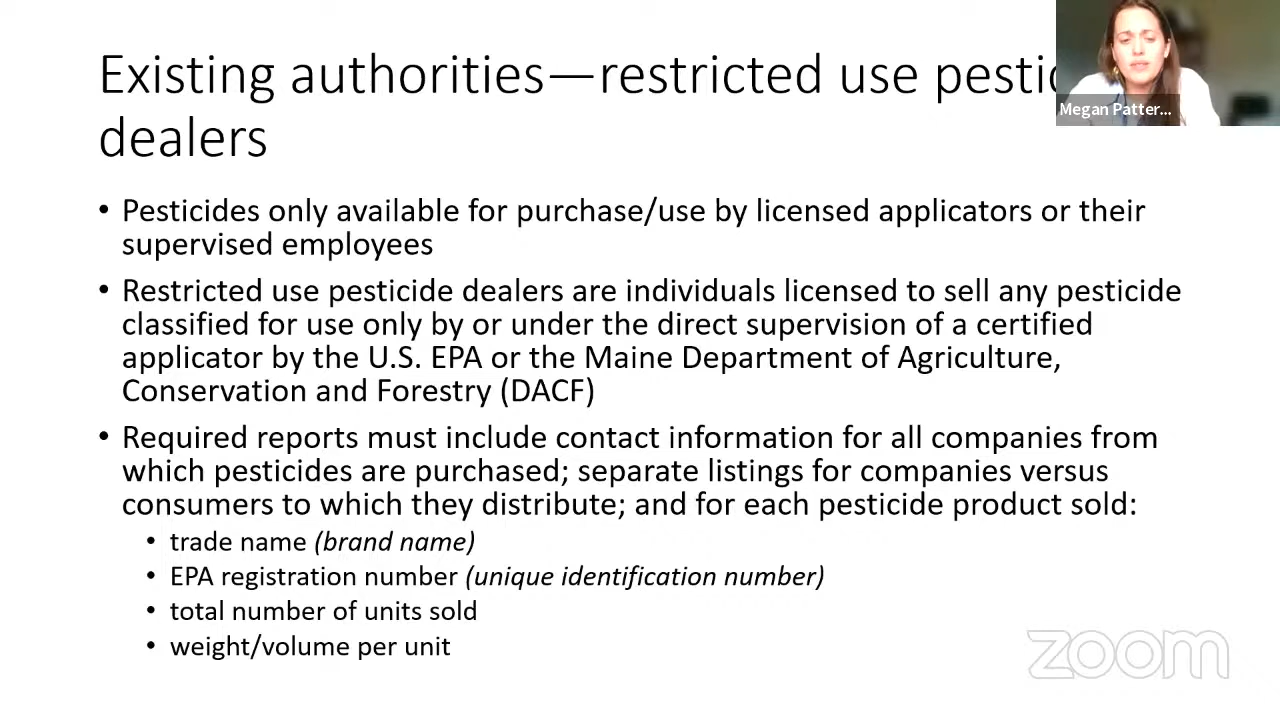 Existing authorities—restricted use pestic
dealers
Megan Patter...
• Pesticides only available for purchase/use by licensed applicators or their
supervised employees
• Restricted use pesticide dealers are individuals licensed to sell any pesticide
classified for use only by or under the direct supervision of a certified
applicator by the U.S. EPA or the Maine Department of Agriculture,
Conservation and Forestry (DACF)
• Required reports must include contact information for all companies from
which pesticides are purchased; separate listings for companies versus
consumers to which they distribute; and for each pesticide product sold:
• trade name (brand name)
• EPA registration number (unique identification number)
• total number of units sold
• weight/volume per unit
zoom